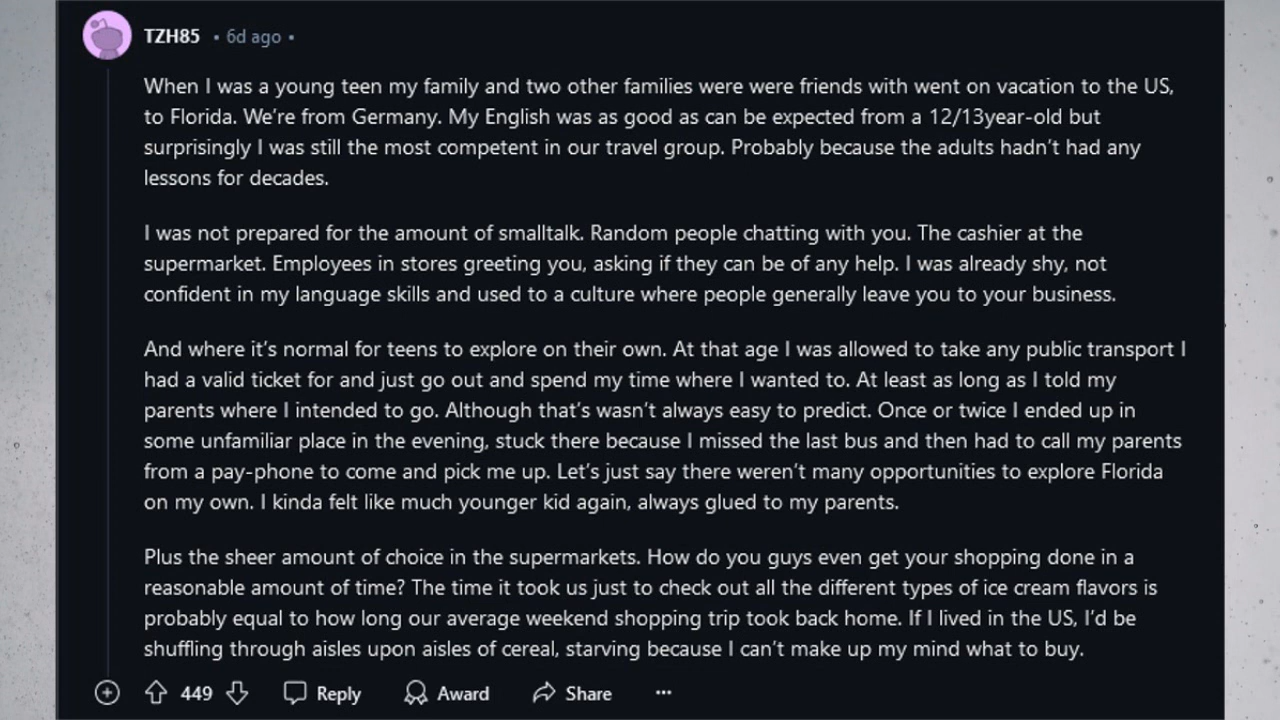 TZH85 • 6d ago •
When I was a young teen my family and two other families were were friends with went on vacation to the US,
to Florida. We're from Germany. My English was as good as can be expected from a 12/13year-old but
surprisingly I was still the most competent in our travel group. Probably because the adults hadn't had any
lessons for decades.
I was not prepared for the amount of smalltalk. Random people chatting with you. The cashier at the
supermarket. Employees in stores greeting you, asking if they can be of any help. I was already shy, not
confident in my language skills and used to a culture where people generally leave you to your business.
And where it's normal for teens to explore on their own. At that age I was allowed to take any public transport I
had a valid ticket for and just go out and spend my time where I wanted to. At least as long as I told my
parents where I intended to go. Although that's wasn't always easy to predict. Once or twice I ended up in
some unfamiliar place in the evening, stuck there because I missed the last bus and then had to call my parents
from a pay-phone to come and pick me up. Let's just say there weren't many opportunities to explore Florida
on my own. I kinda felt like much younger kid again, always glued to my parents.
Plus the sheer amount of choice in the supermarkets. How do you guys even get your shopping done in a
reasonable amount of time? The time it took us just to check out all the different types of ice cream flavors is
probably equal to how long our average weekend shopping trip took back home. If I lived in the US, I'd be
shuffling through aisles upon aisles of cereal, starving because I can't make up my mind what to buy.
449 Reply Award Share ...